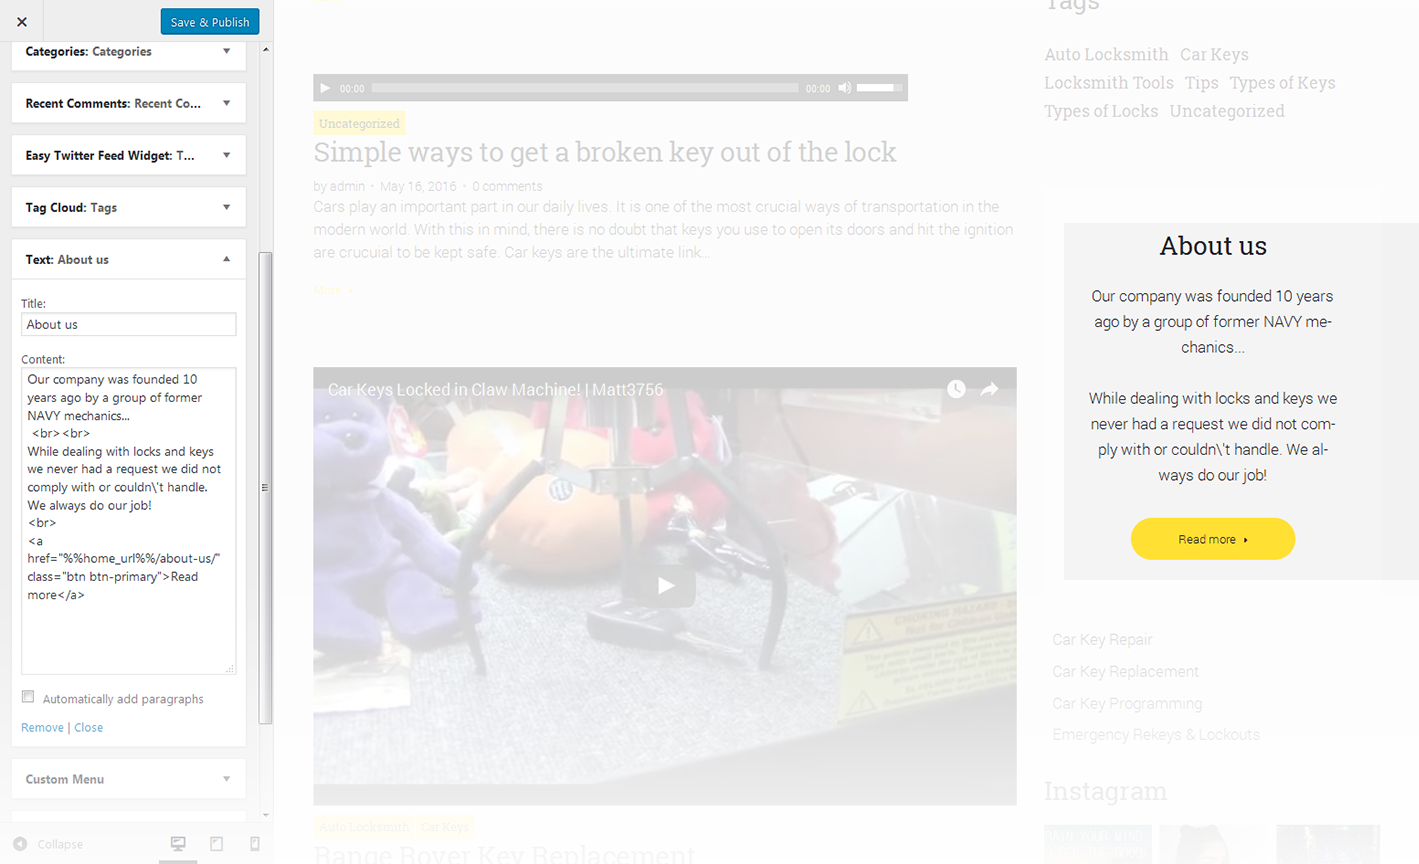 Save & Publish
Categories: Categories
Recent Comments: Recent Co...
Easy Twitter Feed Widget: T...
Tag Cloud: Tags
Text: About us
Title:
About us
Content:
Our company was founded 10
years ago by a group of former
NAVY mechanics...
<br> <br>
While dealing with locks and keys
we never had a request we did not
comply with or couldn\'t handle.
We always do our job!
<br>
<a
href="%%home_url%%/about-us/"
class="btn btn-primary">Read
more</a>
Automatically add paragraphs
Remove | Close
Custom Menu
Collapse
00:00
00:00
Uncategorized
Simple ways to get a broken key out of the lock
by admin • May 16, 2016 • 0 comments
Cars play an important part in our daily lives. It is one of the most crucial ways of transportation in the
modern world. With this in mind, there is no doubt that keys you use to open its doors and hit the ignition
are crucuial to be kept safe. Car keys are the ultimate link...
Car Keys Locked in Claw Machine! | Matt3756
Auto Locksmith Car Keys
Range Rover Key Replacement
Tags
Auto Locksmith Car Keys
Locksmith Tools Tips Types of Keys
Types of Locks Uncategorized
About us
Our company was founded 10 years
ago by a group of former NAVY me-
chanics...
While dealing with locks and keys we
never had a request we did not com-
ply with or couldn\'t handle. We al-
ways do our job!
Read more
Car Key Repair
Car Key Replacement
Car Key Programming
Emergency Rekeys & Lockouts
Instagram